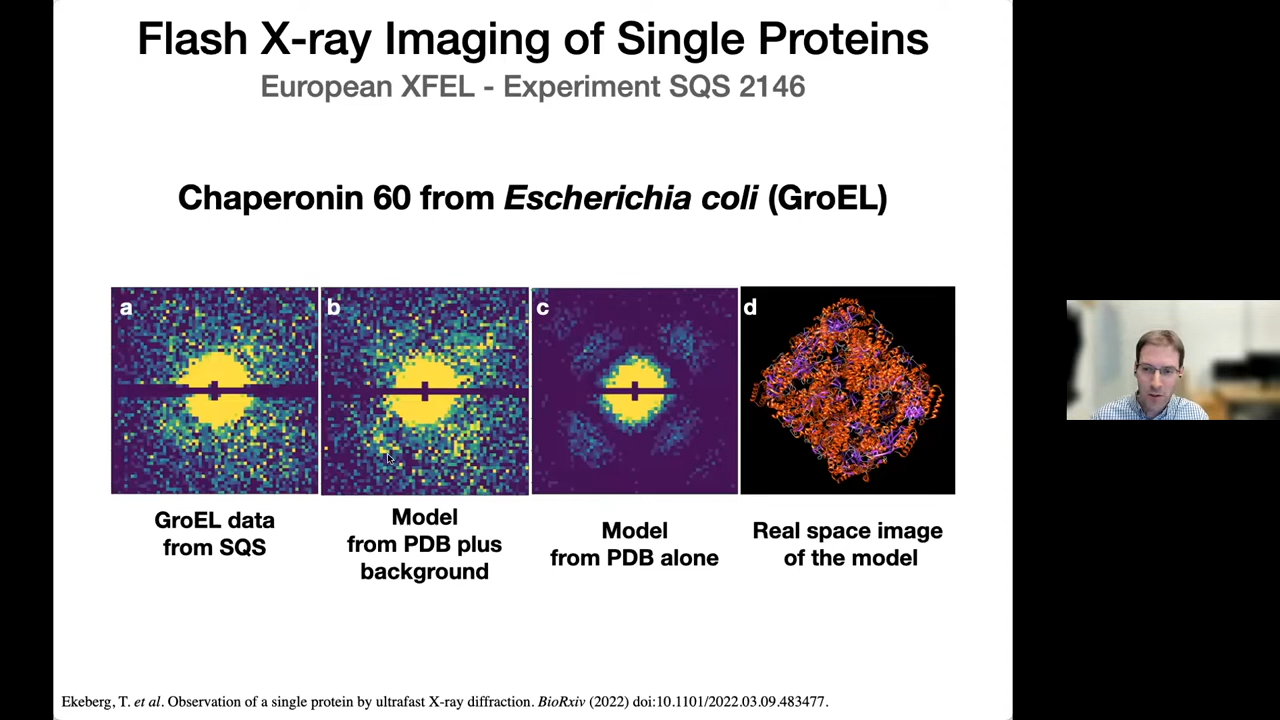 Flash X-ray Imaging of Single Proteins
European XFEL - Experiment SQS 2146
Chaperonin 60 from Escherichia coli (GroEL)
a
b
c
d
GroEL data
from SQS
Model
from PDB plus
background
Model
from PDB alone
Real space image
of the model
Ekeberg, T. et al. Observation of a single protein by ultrafast X-ray diffraction. BioRxiv (2022) doi:10.1101/2022.03.09.483477.